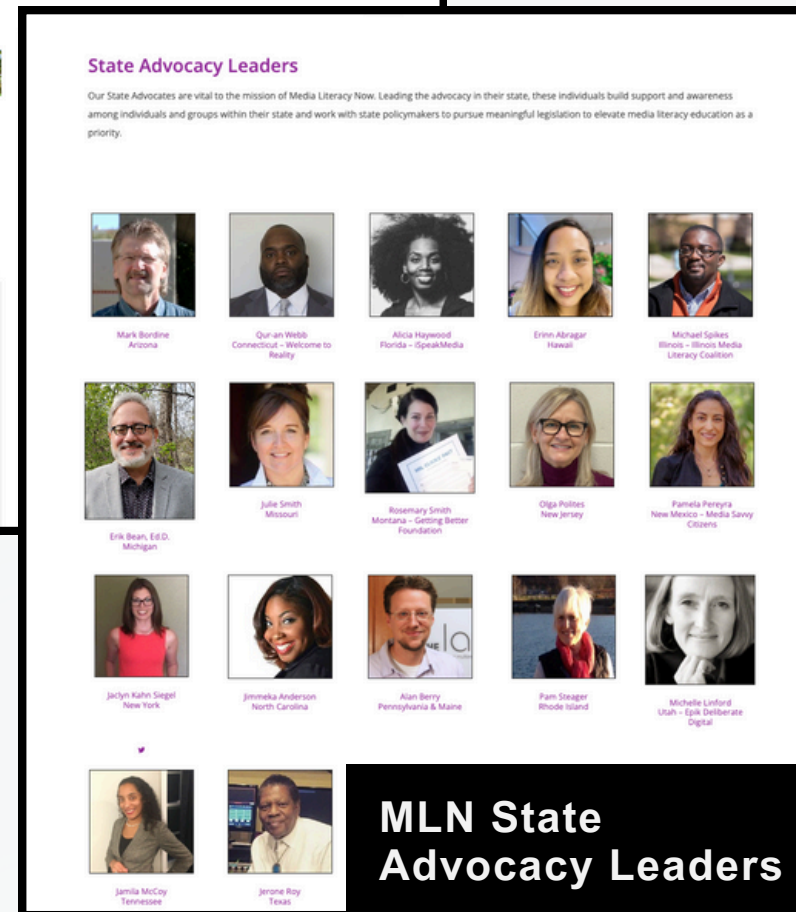 State Advocacy Leaders
Our State Advocates are vital to the mission of Media Literacy Now. Leading the advocacy in their state, these individuals build support and awareness
among individuals and groups within their state and work with state policymakers to pursue meaningful legislation to elevate media literacy education as a
priority.
Mark Bordine
Arizona
Qur-an Webb
Connecticut – Welcome to
Reality
Alicia Haywood
Florida – iSpeakMedia
Erinn Abragar
Hawaii
Michael Spikes
Illinois – Illinois Media
Literacy Coalition
Erik Bean, Ed.D.
Michigan
Julie Smith
Missouri
Rosemary Smith
Montana – Getting Better
Foundation
Olga Polites
New Jersey
Pamela Pereyra
New Mexico – Media Savvy
Citizens
Jaclyn Kahn Siegel
New York
Jimmeka Anderson
North Carolina
Alan Berry
Pennsylvania & Maine
Pam Steager
Rhode Island
Michelle Linford
Utah – Epik Deliberate
Digital
Jamila McCoy
Tennessee
Jerone Roy
Texas
MLN State
Advocacy Leaders